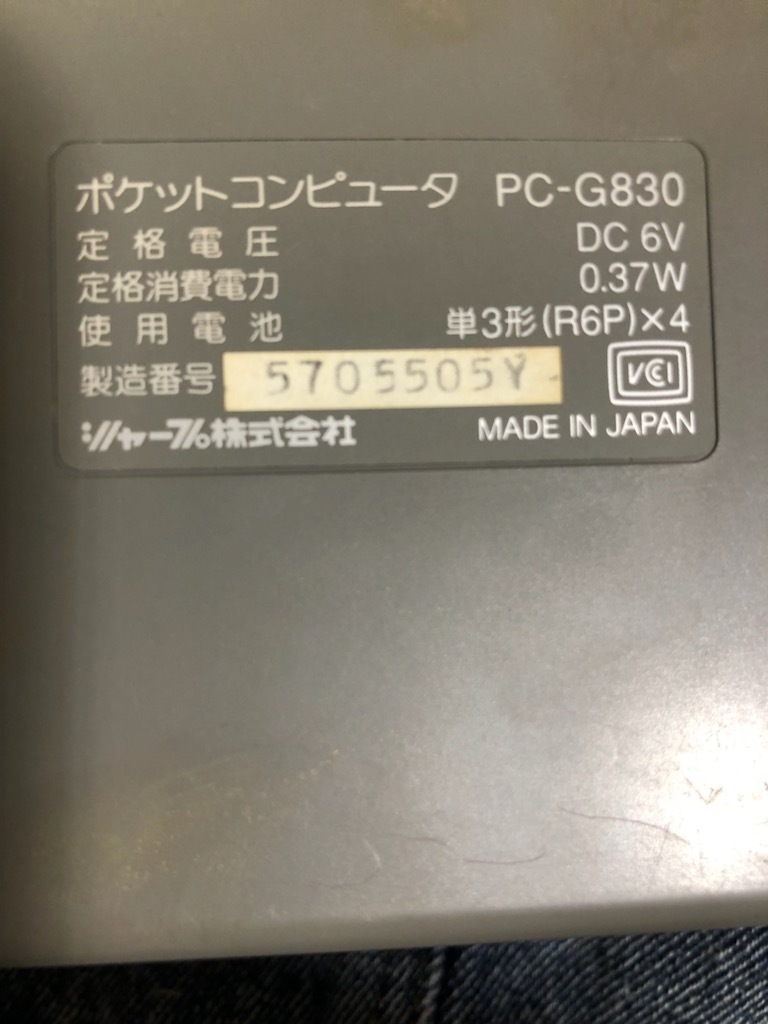 ポケットコンピュータ PC-G830
定格電圧 DC 6V
定格消費電力 0.37W
使用電池 単3形(R6P)×4
製造番号 5705505Y
VCCI
シャープ株式会社 MADE IN JAPAN